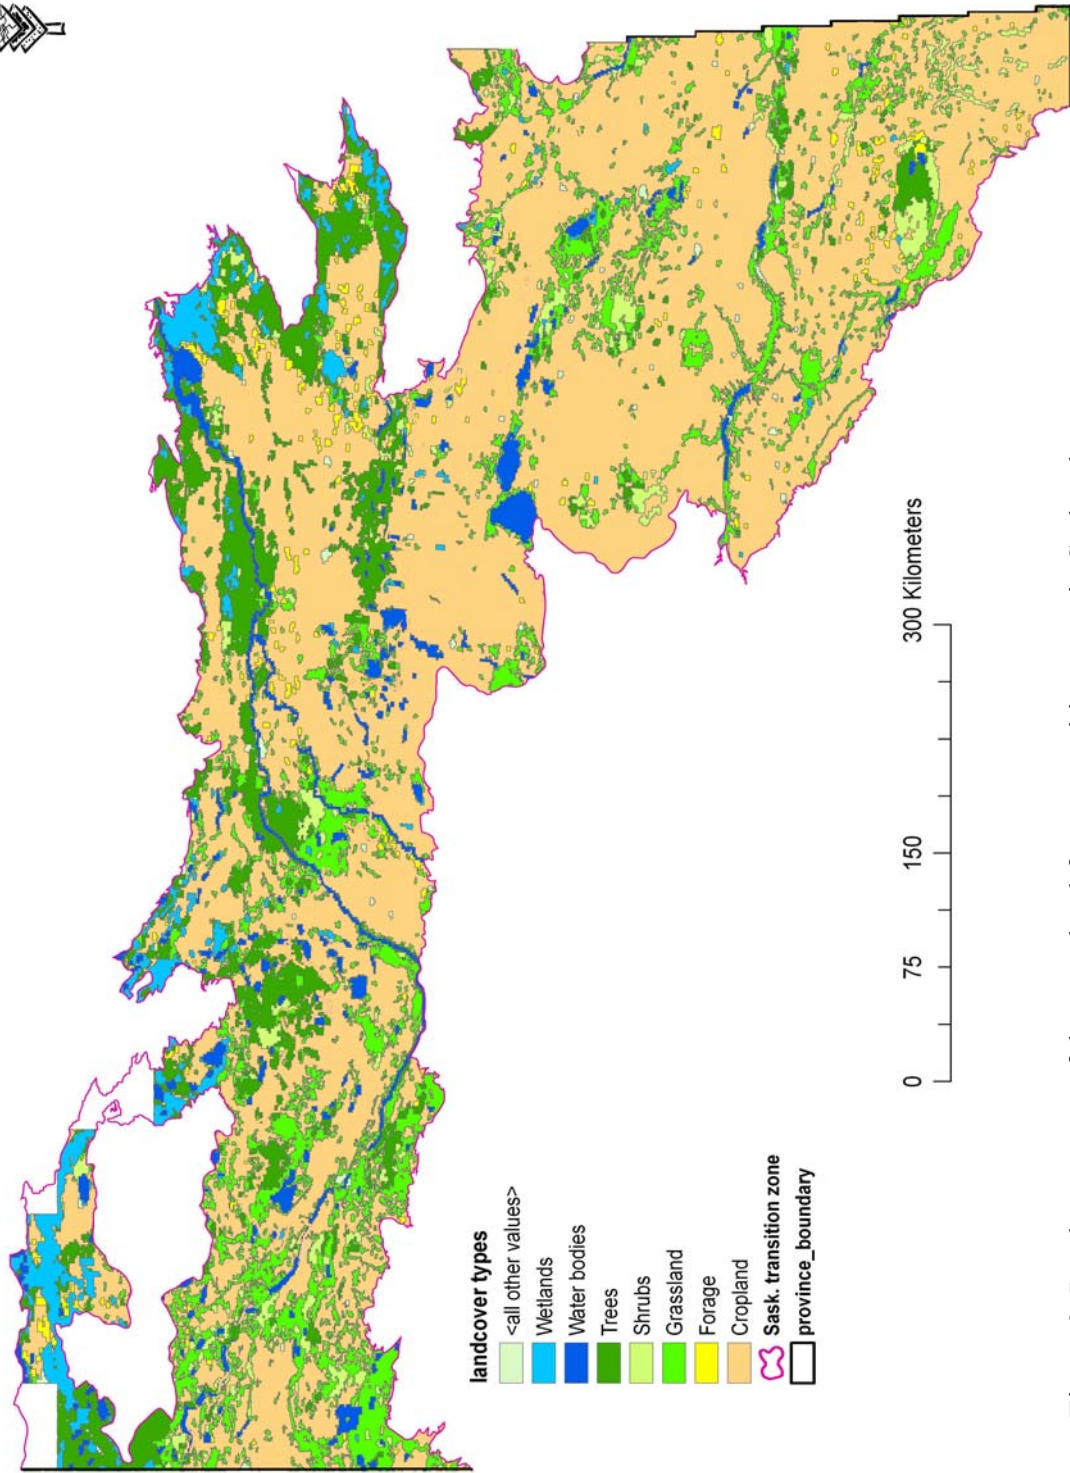 landcover types
<all other values>
Wetlands
Water bodies
Trees
Shrubs
Grassland
Forage
Cropland
Sask. transition zone
province_boundary
0 75 150 300 Kilometers